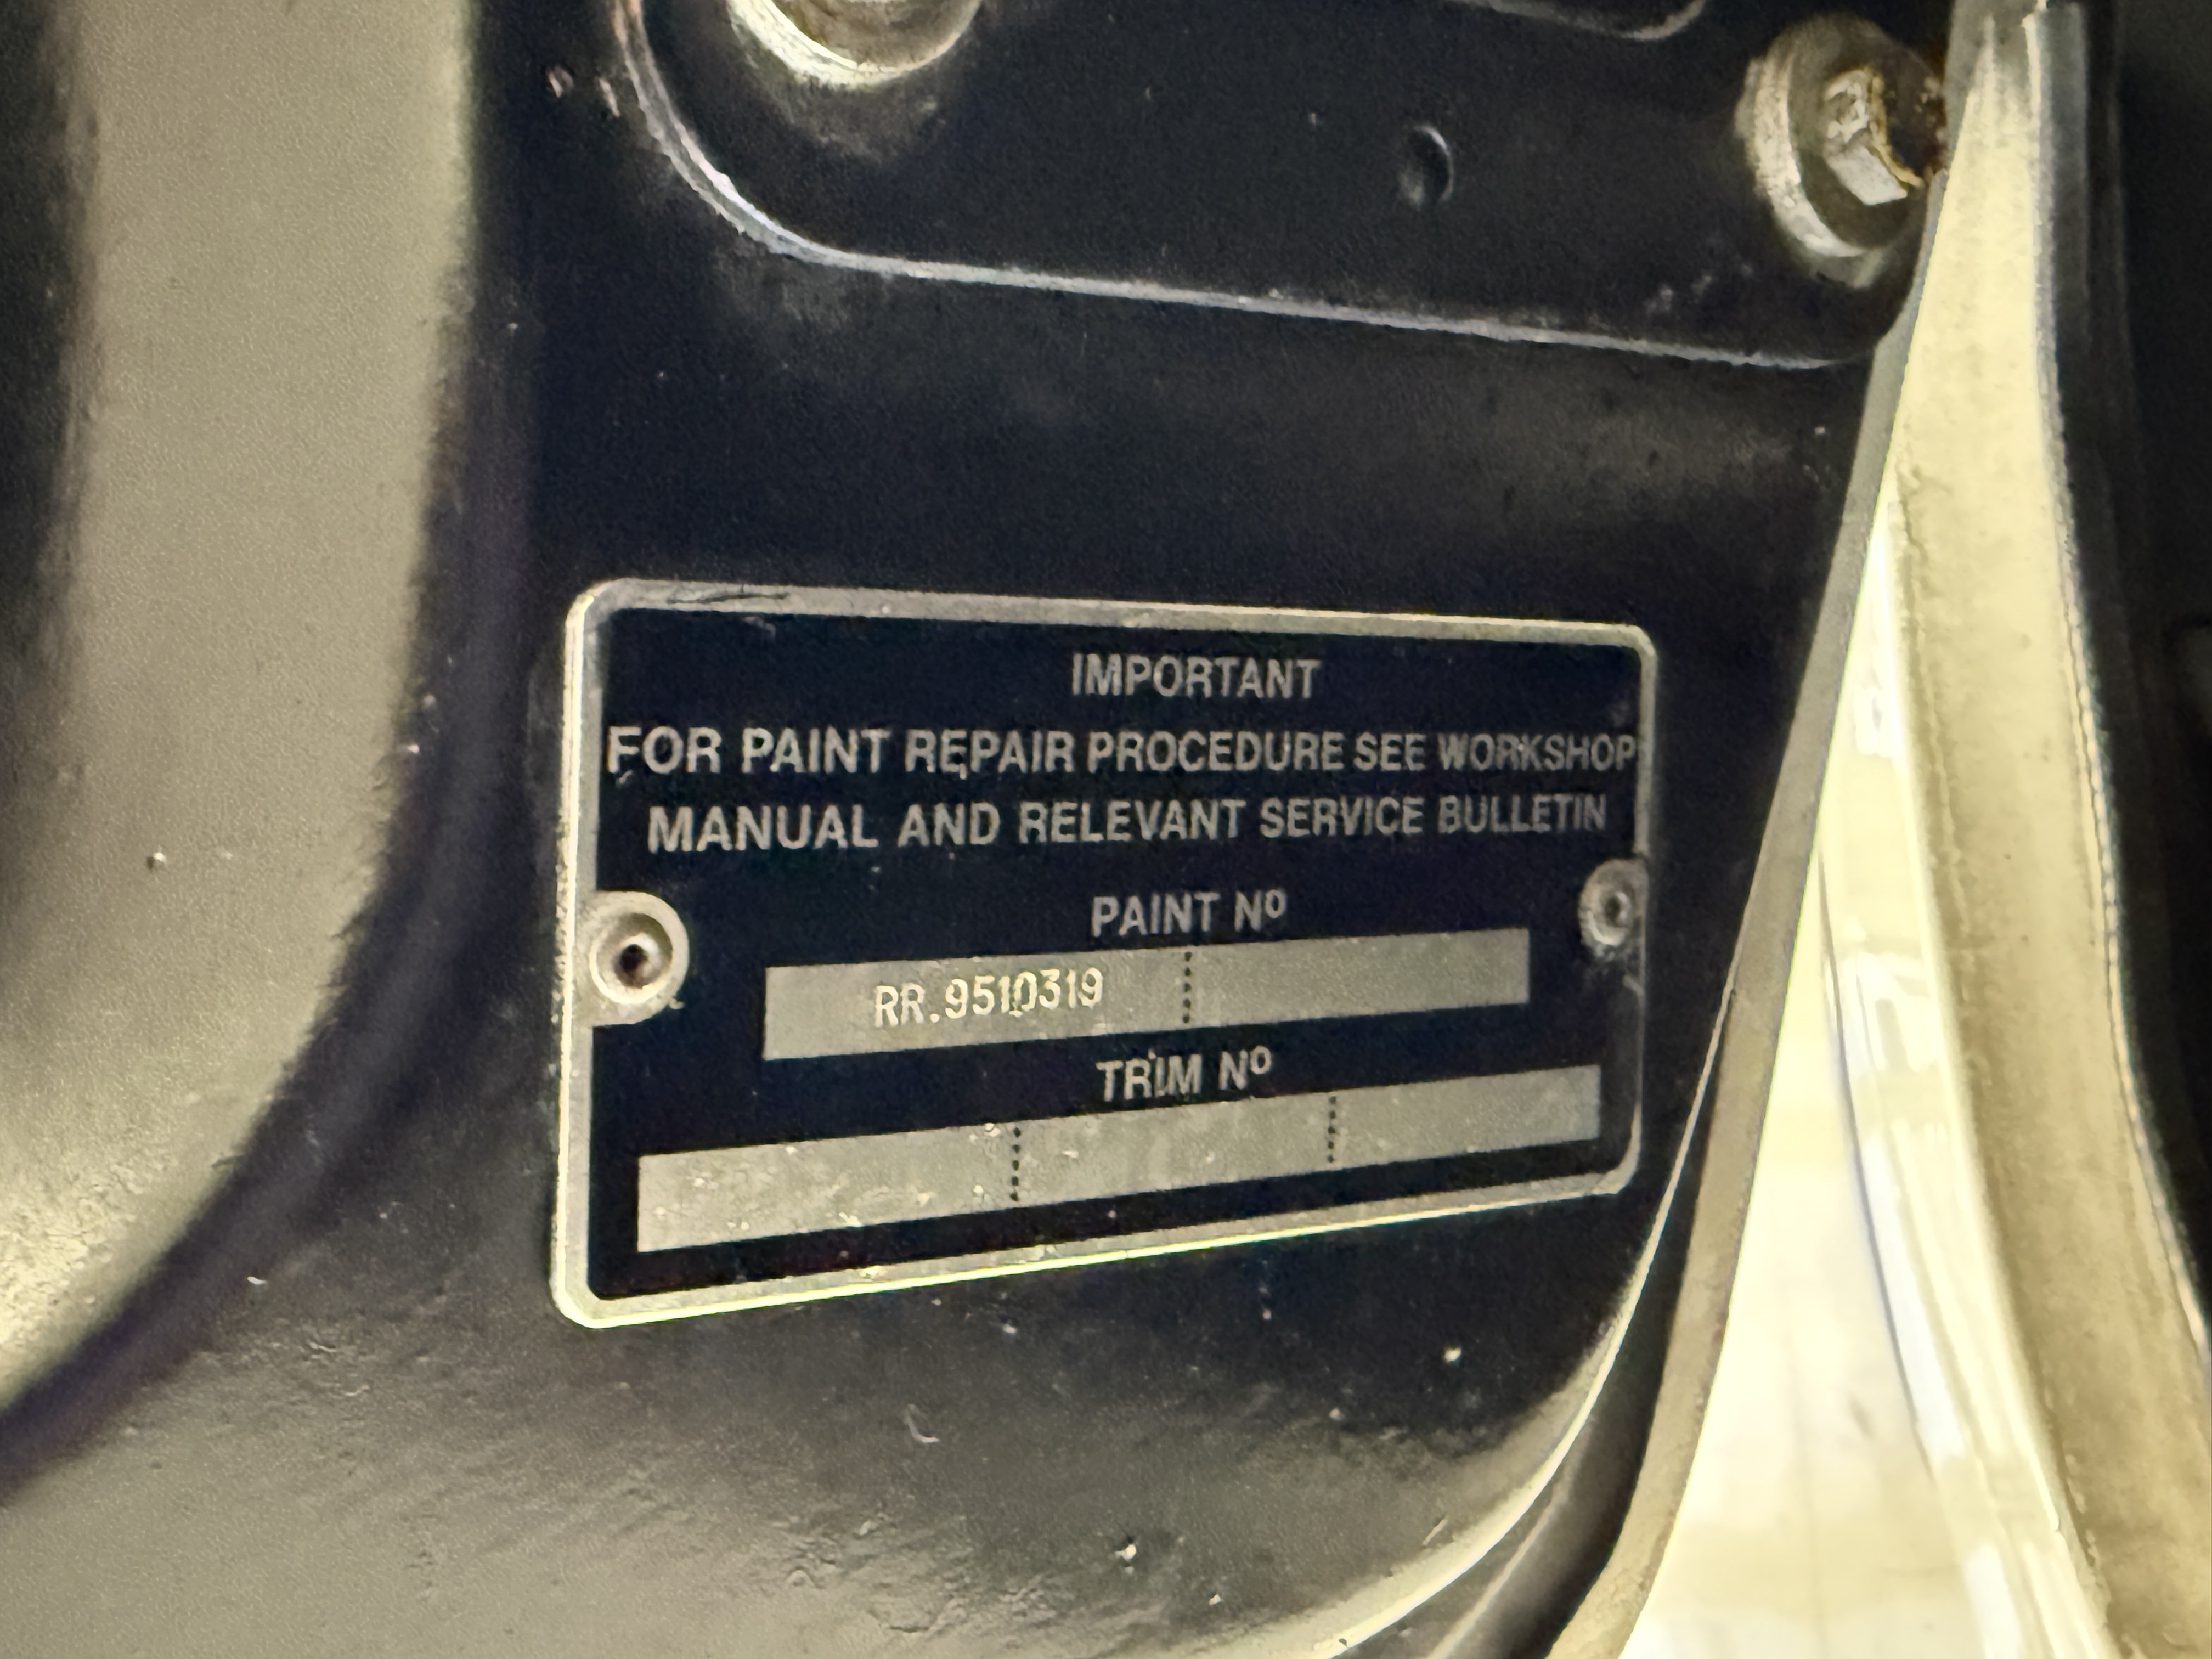 IMPORTANT
FOR PAINT REPAIR PROCEDURE SEE WORKSHOP
MANUAL AND RELEVANT SERVICE BULLETIN
PAINT Nº
RR.9510319
TRIM Nº